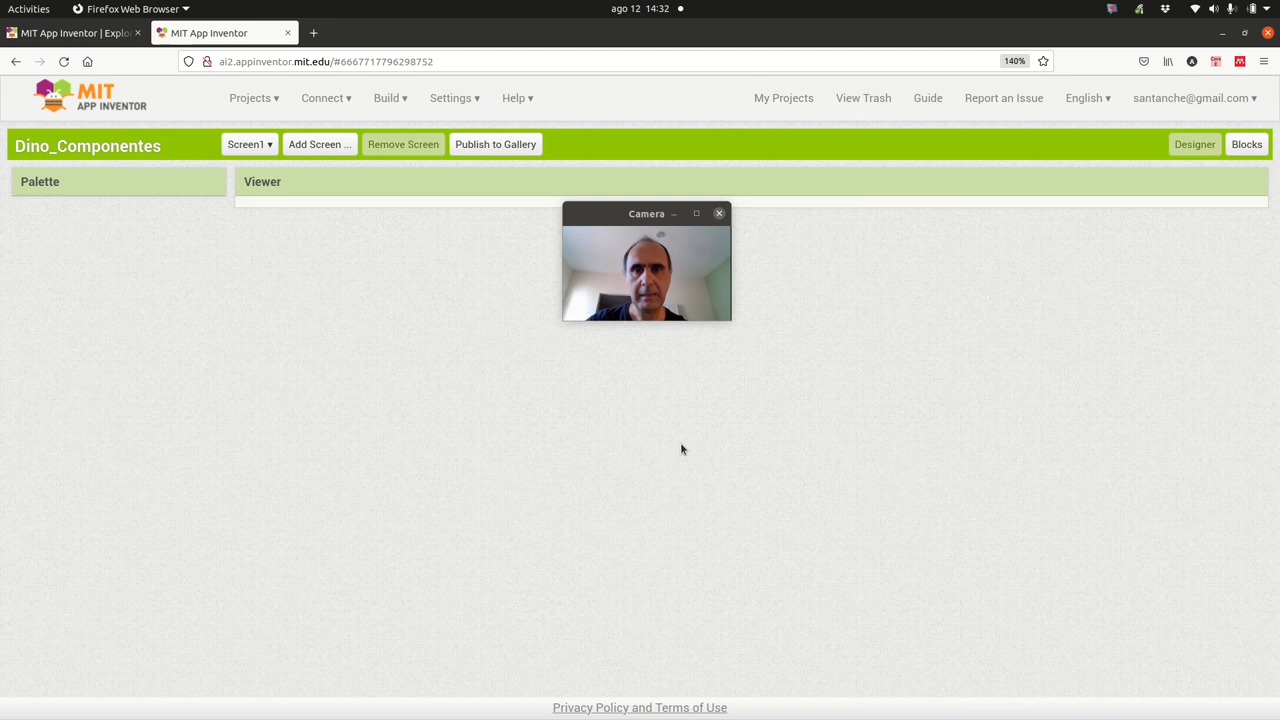 Activities Firefox Web Browser ▾ ago 12 14:32
MIT App Inventor | Explor MIT App Inventor
ai2.appinventor.mit.edu/#6667717796298752 140%
MIT APP INVENTOR
Projects ▾ Connect ▾ Build ▾ Settings ▾ Help ▾ My Projects View Trash Guide Report an Issue English ▾ santanche@gmail.com ▾
Dino_Componentes Screen1 ▾ Add Screen ... Remove Screen Publish to Gallery Designer Blocks
Palette Viewer
Camera
Privacy Policy and Terms of Use